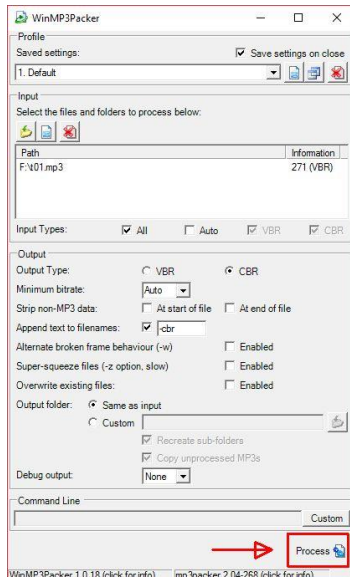 WinMP3Packer
Profile
Saved settings:
Save settings on close
1. Default
Input
Select the files and folders to process below:
Path Information
F:\t01.mp3 271 (VBR)
Input Types: All Auto VBR CBR
Output
Output Type: VBR CBR
Minimum bitrate: Auto
Strip non-MP3 data: At start of file At end of file
Append text to filenames: -cbr
Alternate broken frame behaviour (-w) Enabled
Super-squeeze files (-z option, slow) Enabled
Overwrite existing files: Enabled
Output folder: Same as input
Custom
Recreate sub-folders
Copy unprocessed MP3s
Debug output: None
Command Line
Custom
Process
WinMP3Packer 1.0.18 (click for info) mp3packer 2.04-268 (click for info)